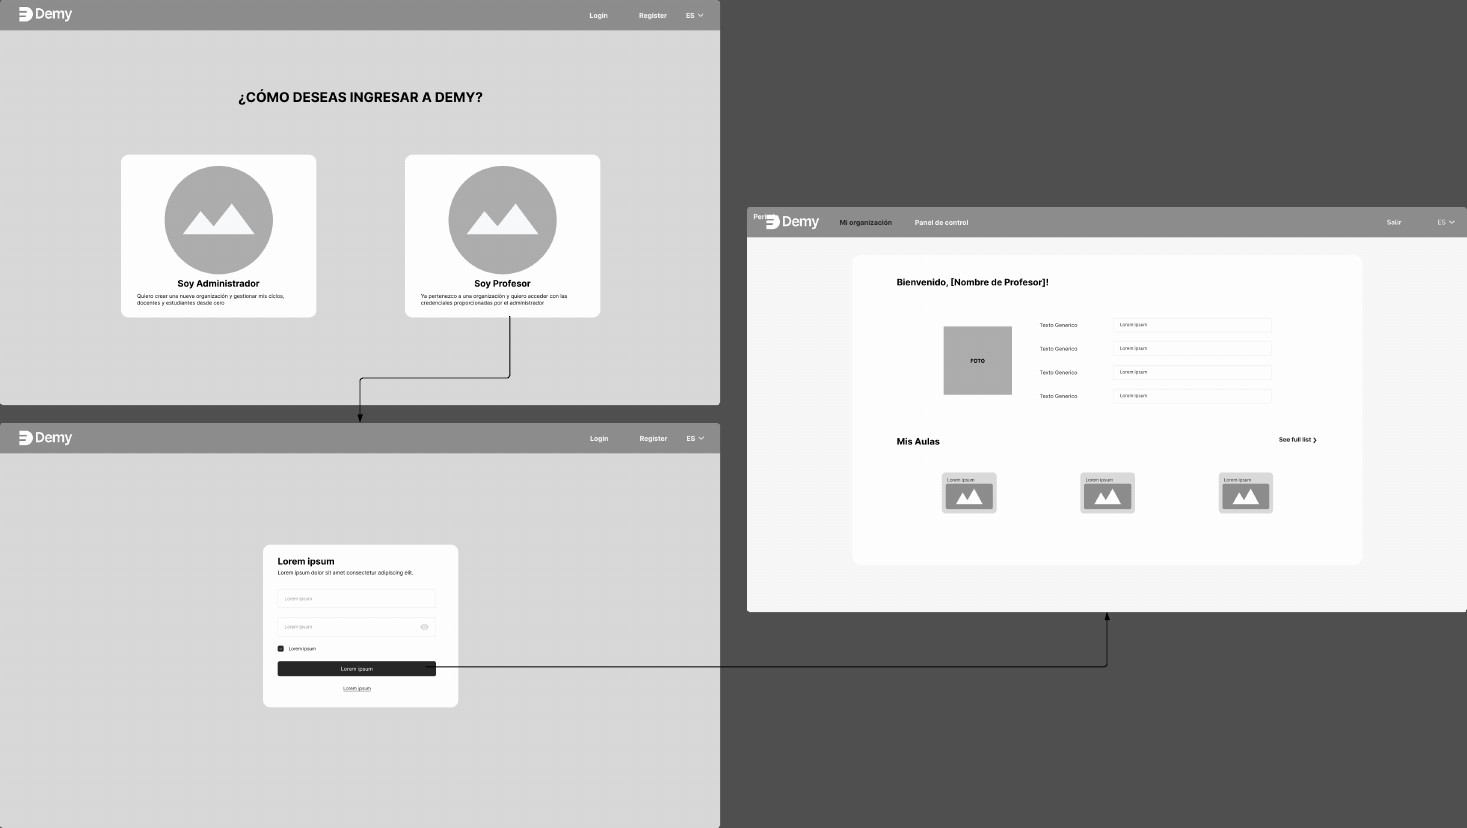 Demy
Login
Register
ES
¿CÓMO DESEAS INGRESAR A DEMY?
Soy Administrador
Quiero crear una nueva organización y gestionar mis ciclos,
docentes y estudiantes desde cero
Soy Profesor
Ya pertenezco a una organización y quiero acceder con las
credenciales proporcionadas por el administrador
Demy
Login
Register
ES
Lorem ipsum
Lorem ipsum dolor sit amet consectetur adipiscing elit.
Lorem ipsum
Lorem ipsum
Lorem ipsum
Lorem ipsum
Lorem ipsum
Demy
Mi organización
Panel de control
Salir
ES
Bienvenido, [Nombre de Profesor]!
FOTO
Texto Generico
Lorem ipsum
Texto Generico
Lorem ipsum
Texto Generico
Lorem ipsum
Texto Generico
Lorem ipsum
Mis Aulas
See full list ❯
Lorem ipsum
Lorem ipsum
Lorem ipsum